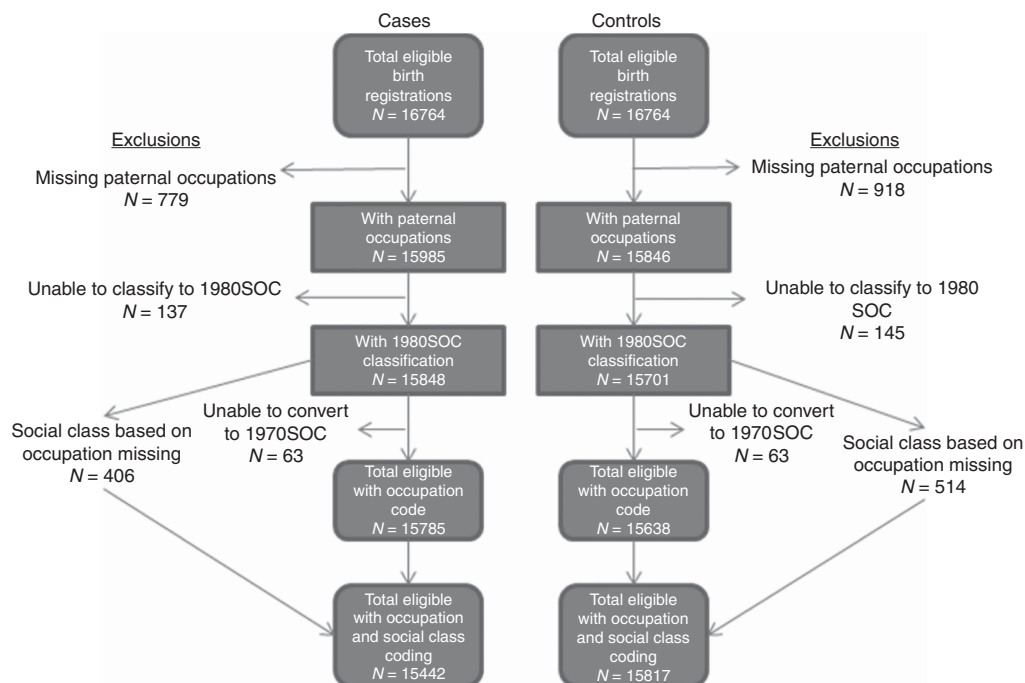 Cases
Total eligible
birth
registrations
N = 16764
Exclusions
Missing paternal occupations
N = 779
With paternal
occupations
N = 15985
Unable to classify to 1980SOC
N = 137
With 1980SOC
classification
N = 15848
Unable to convert
to 1970SOC
N = 63
Social class based on
occupation missing
N = 406
Total eligible
with occupation
code
N = 15785
Total eligible
with occupation
and social class
coding
N = 15442
Controls
Total eligible
birth
registrations
N = 16764
Exclusions
Missing paternal occupations
N = 918
With paternal
occupations
N = 15846
Unable to classify to 1980
SOC
N = 145
With 1980SOC
classification
N = 15701
Unable to convert
to 1970SOC
N = 63
Social class based on
occupation missing
N = 514
Total eligible
with occupation
code
N = 15638
Total eligible
with occupation
and social class
coding
N = 15817